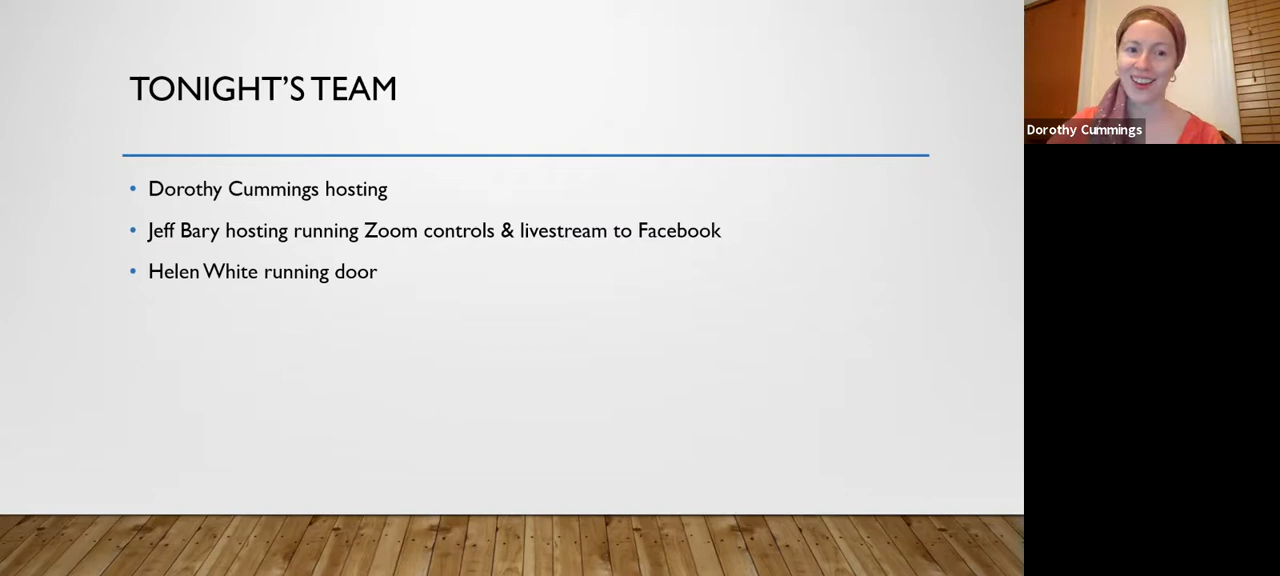 TONIGHT'S TEAM
• Dorothy Cummings hosting
• Jeff Bary hosting running Zoom controls & livestream to Facebook
• Helen White running door
Dorothy Cummings